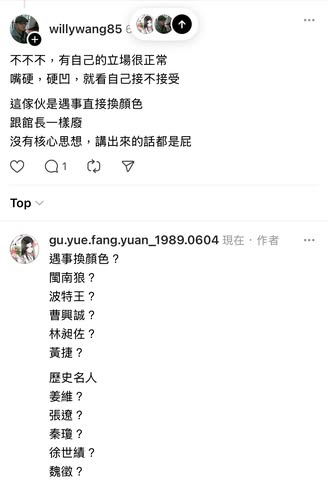 willywang85 6
不不不，有自己的立場很正常
嘴硬，硬凹，就看自己接不接受
這傢伙是遇事直接換顏色
跟館長一樣廢
沒有核心思想，講出來的話都是屁
1
Top
gu.yue.fang.yuan_1989.0604 現在·作者
遇事換顏色？
閩南狼？
波特王？
曹興誠？
林昶佐？
黃捷？
歷史名人
姜維？
張遼？
秦瓊？
徐世績？
魏徵？